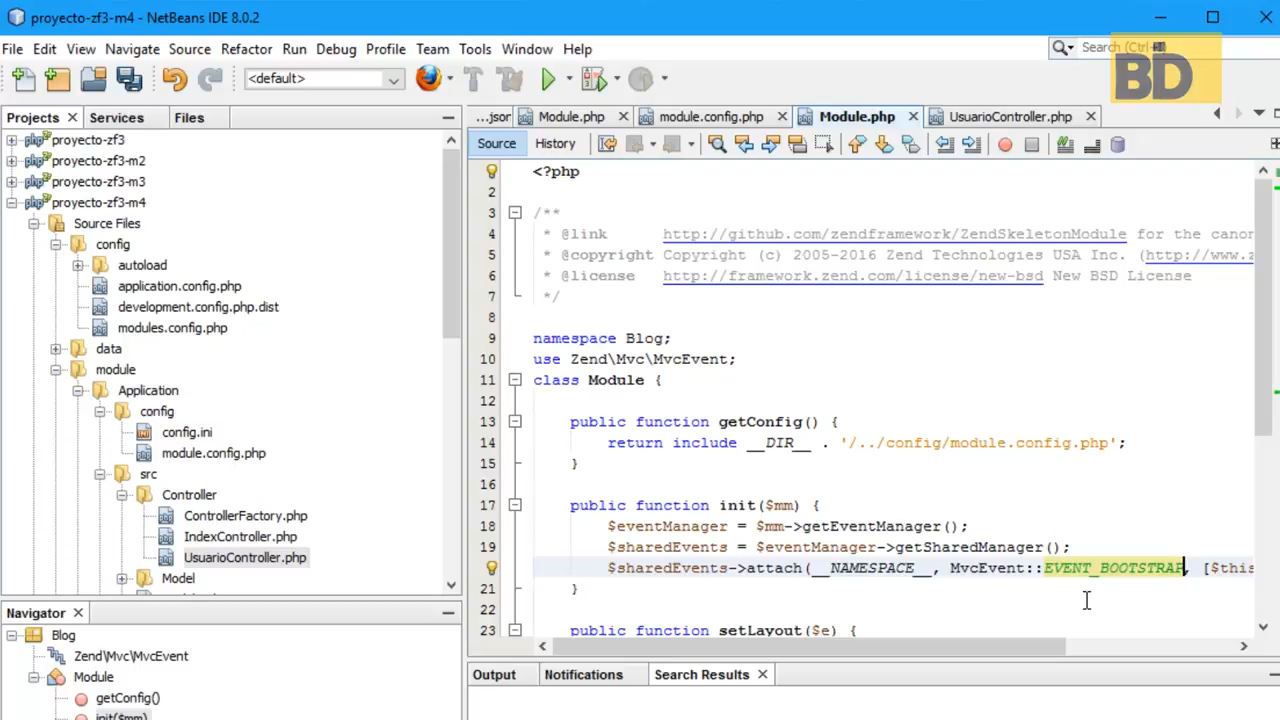 proyecto-zf3-m4 - NetBeans IDE 8.0.2
File Edit View Navigate Source Refactor Run Debug Profile Team Tools Window Help
Search (Ctrl+
BD
<default>
Projects Services Files
...json Module.php module.config.php Module.php UsuarioController.php
Source History
proyecto-zf3
proyecto-zf3-m2
proyecto-zf3-m3
proyecto-zf3-m4
Source Files
config
autoload
application.config.php
development.config.php.dist
modules.config.php
data
module
Application
config
config.ini
module.config.php
src
Controller
ControllerFactory.php
IndexController.php
UsuarioController.php
Model
Navigator
Blog
Zend\Mvc\MvcEvent
Module
getConfig()
init($mm)
<?php
2
3 /**
4 * @link http://github.com/zendframework/ZendSkeletonModule for the canon
5 * @copyright Copyright (c) 2005-2016 Zend Technologies USA Inc. (http://www.z
6 * @license http://framework.zend.com/license/new-bsd New BSD License
7 */
8
9 namespace Blog;
10 use Zend\Mvc\MvcEvent;
11 class Module {
12
13 public function getConfig() {
14 return include __DIR__ . '/../config/module.config.php';
15 }
16
17 public function init($mm) {
18 $eventManager = $mm->getEventManager();
19 $sharedEvents = $eventManager->getSharedManager();
$sharedEvents->attach(__NAMESPACE__, MvcEvent::EVENT_BOOTSTRAP, [$this
21 }
22
23 public function setLayout($e) {
Output Notifications Search Results